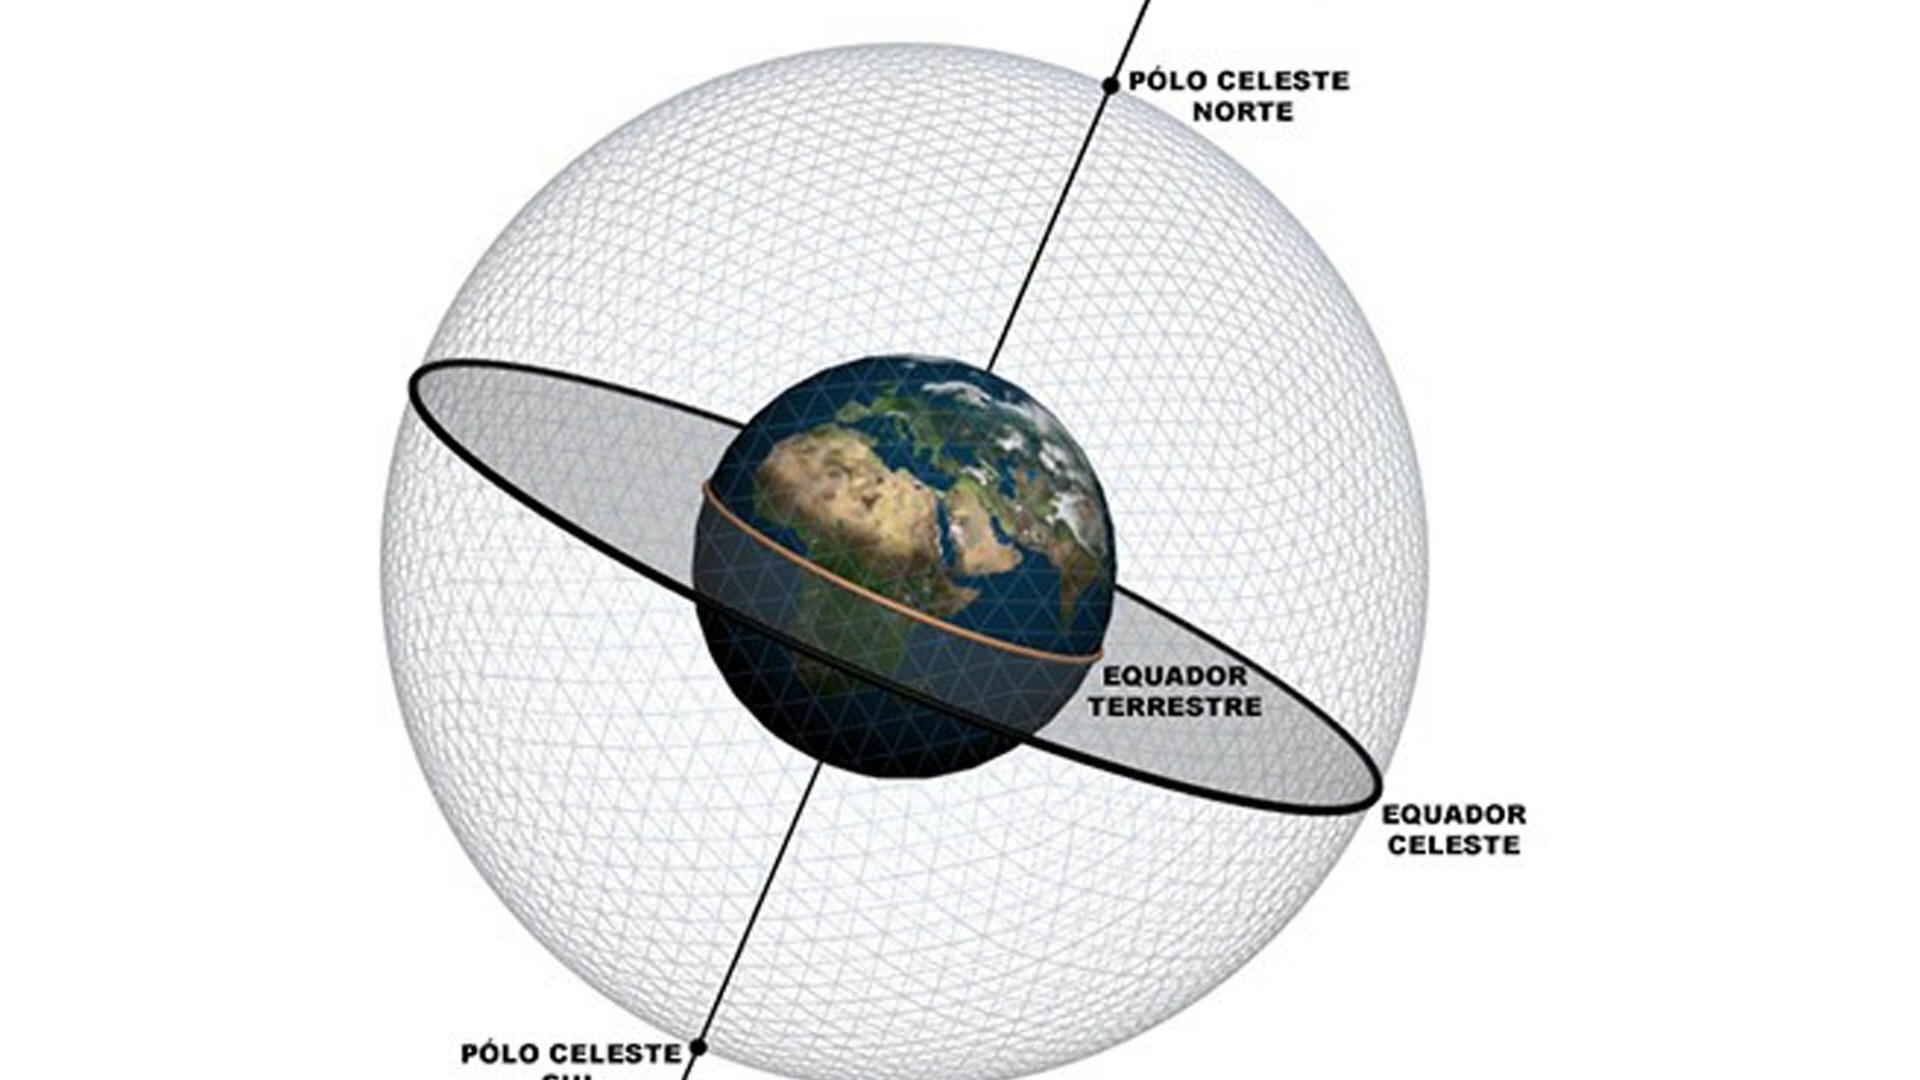 PÓLO CELESTE
NORTE
EQUADOR
TERRESTRE
EQUADOR
CELESTE
PÓLO CELESTE